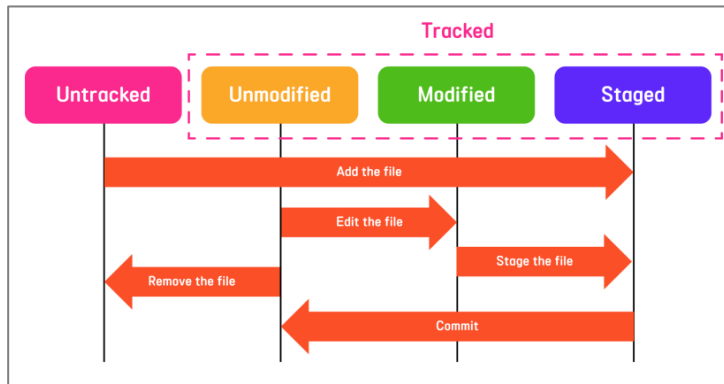 Tracked
Untracked
Unmodified
Modified
Staged
Add the file
Edit the file
Stage the file
Remove the file
Commit